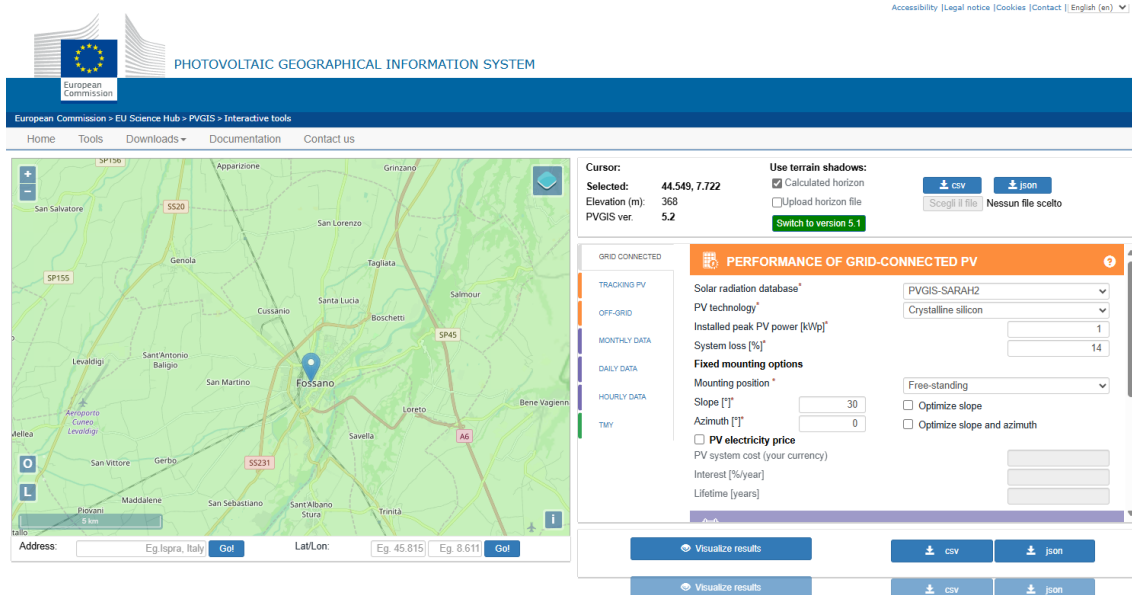 Accessibility |Legal notice |Cookies |Contact |English (en)
European Commission
PHOTOVOLTAIC GEOGRAPHICAL INFORMATION SYSTEM
European Commission > EU Science Hub > PVGIS > Interactive tools
Home Tools Downloads Documentation Contact us
+
−
SP156
Apparizione
Grinzano
San Salvatore
SS20
San Lorenzo
Genola
Tagliata
SP155
Santa Lucia
Salmour
Cussanio
Boschetti
SP45
Levaldigi
Sant'Antonio
Baligio
San Martino
Fossano
Aeroporto
Cuneo
Levaldigi
Loreto
Bene Vagienn
Mellea
Savella
A6
San Vittore
Gerbo
SS231
O
L
Maddalene
San Sebastiano
Sant'Albano
Stura
Trinità
Piovani
5 km
tallo
i
Address: Eg.Ispra, Italy Go! Lat/Lon: Eg. 45.815 Eg. 8.611 Go!
Cursor:
Selected: 44.549, 7.722
Elevation (m): 368
PVGIS ver. 5.2
Use terrain shadows:
Calculated horizon
Upload horizon file
Switch to version 5.1
csv json
Scegli il file Nessun file scelto
GRID CONNECTED
TRACKING PV
OFF-GRID
MONTHLY DATA
DAILY DATA
HOURLY DATA
TMY
PERFORMANCE OF GRID-CONNECTED PV ?
Solar radiation database* PVGIS-SARAH2
PV technology* Crystalline silicon
Installed peak PV power [kWp]* 1
System loss [%]* 14
Fixed mounting options
Mounting position * Free-standing
Slope [°]* 30 Optimize slope
Azimuth [°]* 0 Optimize slope and azimuth
PV electricity price
PV system cost (your currency)
Interest [%/year]
Lifetime [years]
Visualize results csv json
Visualize results csv json